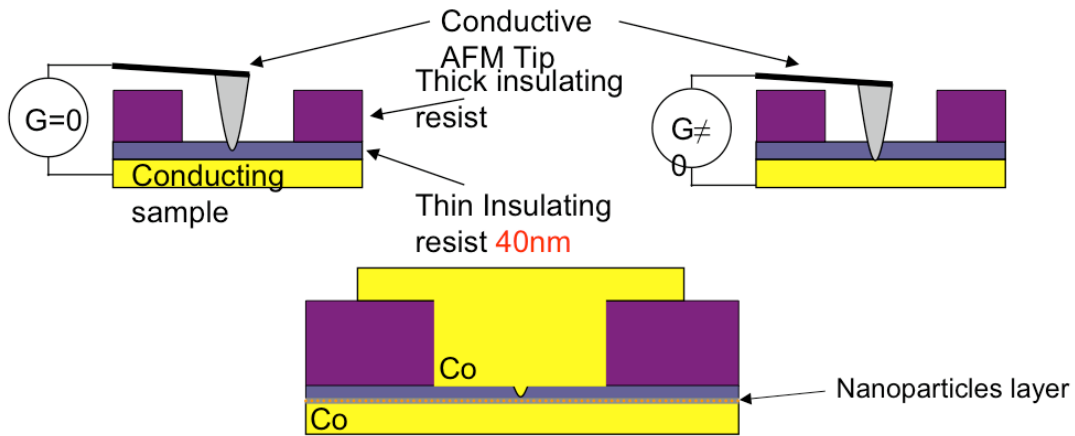 Conductive
AFM Tip
Thick insulating
resist
G=0
G≠
0
Conducting
sample
Thin Insulating
resist 40nm
Co
Nanoparticles layer
Co